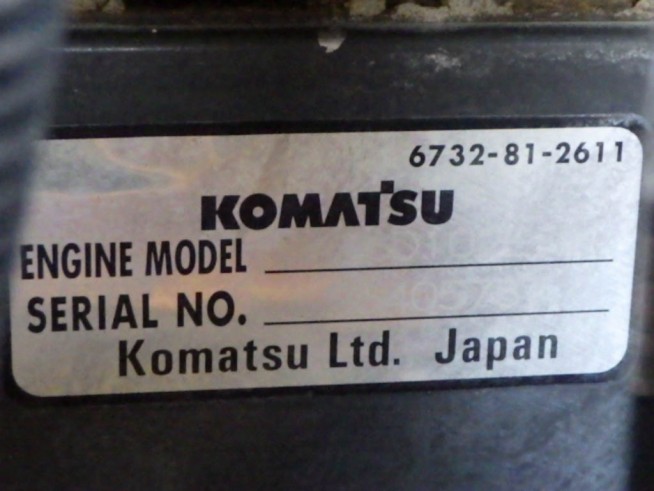 6732-81-2611
KOMATSU
ENGINE MODEL
SERIAL NO.
Komatsu Ltd. Japan